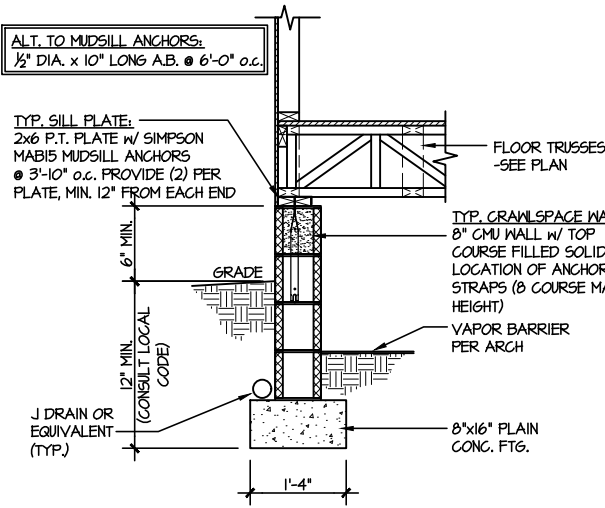 ALT. TO MUDSILL ANCHORS:
½" DIA. x 10" LONG A.B. @ 6'-0" o.c.
TYP. SILL PLATE:
2x6 P.T. PLATE w/ SIMPSON
MAB15 MUDSILL ANCHORS
@ 3'-10" o.c. PROVIDE (2) PER
PLATE, MIN. 12" FROM EACH END
FLOOR TRUSSES
-SEE PLAN
TYP. CRAWLSPACE
8" CMU WALL w/ TOP
COURSE FILLED SOLID
LOCATION OF ANCHOR
STRAPS (8 COURSE
HEIGHT)
6" MIN.
GRADE
VAPOR BARRIER
PER ARCH
12" MIN.
(CONSULT LOCAL
CODE)
J DRAIN OR
EQUIVALENT
(TYP.)
8"x16" PLAIN
CONC. FTG.
1'-4"